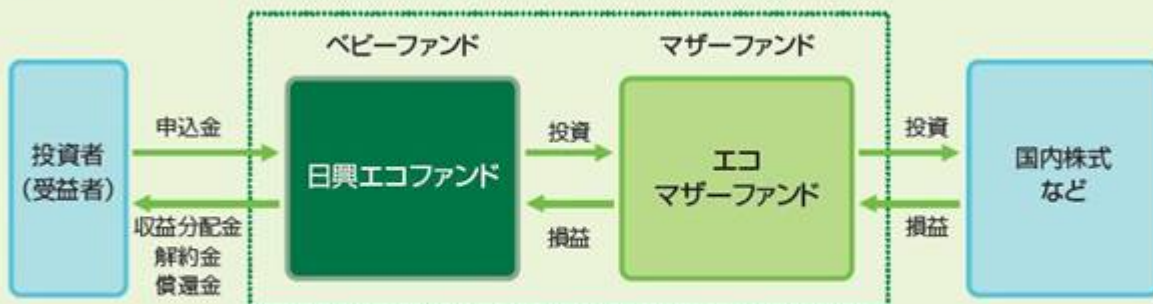 ベビーファンド
マザーファンド
投資者
(受益者)
申込金
収益分配金
解約金
償還金
日興エコファンド
投資
損益
エコ
マザーファンド
投資
損益
国内株式
など